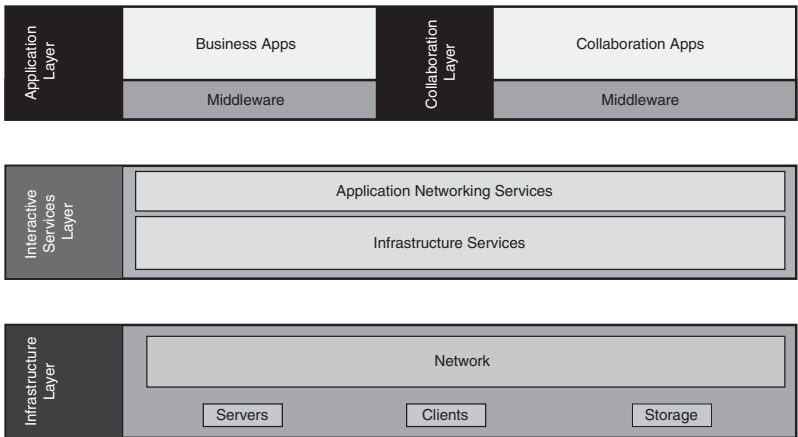 Application
Layer
Business Apps
Middleware
Collaboration
Layer
Collaboration Apps
Middleware
Interactive
Services
Layer
Application Networking Services
Infrastructure Services
Infrastructure
Layer
Network
Servers
Clients
Storage